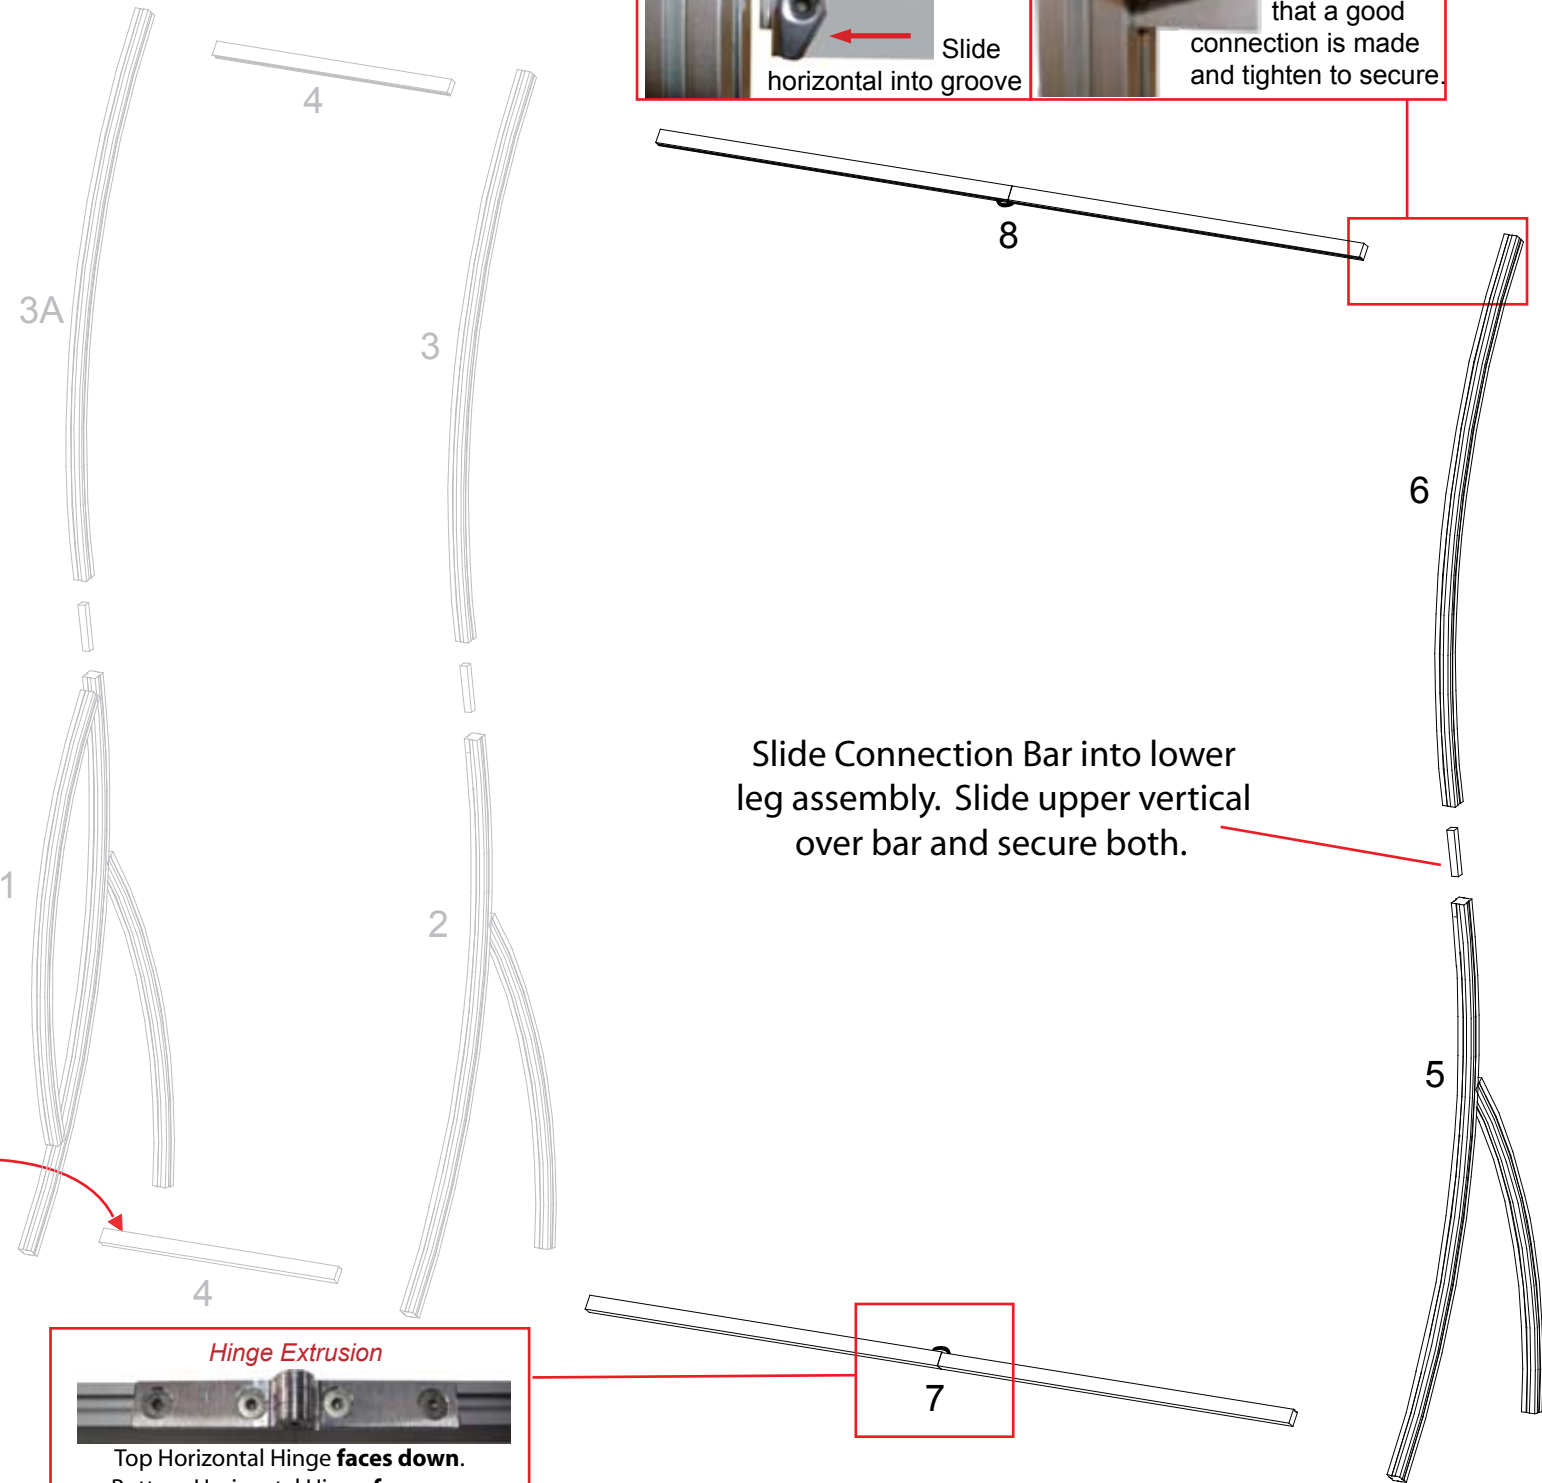 that a good
connection is made
and tighten to secure.
Slide
horizontal into groove
4
8
3A
3
6
Slide Connection Bar into lower
leg assembly.  Slide upper vertical
over bar and secure both.
1
2
5
4
7
Hinge Extrusion
Top Horizontal Hinge faces down.